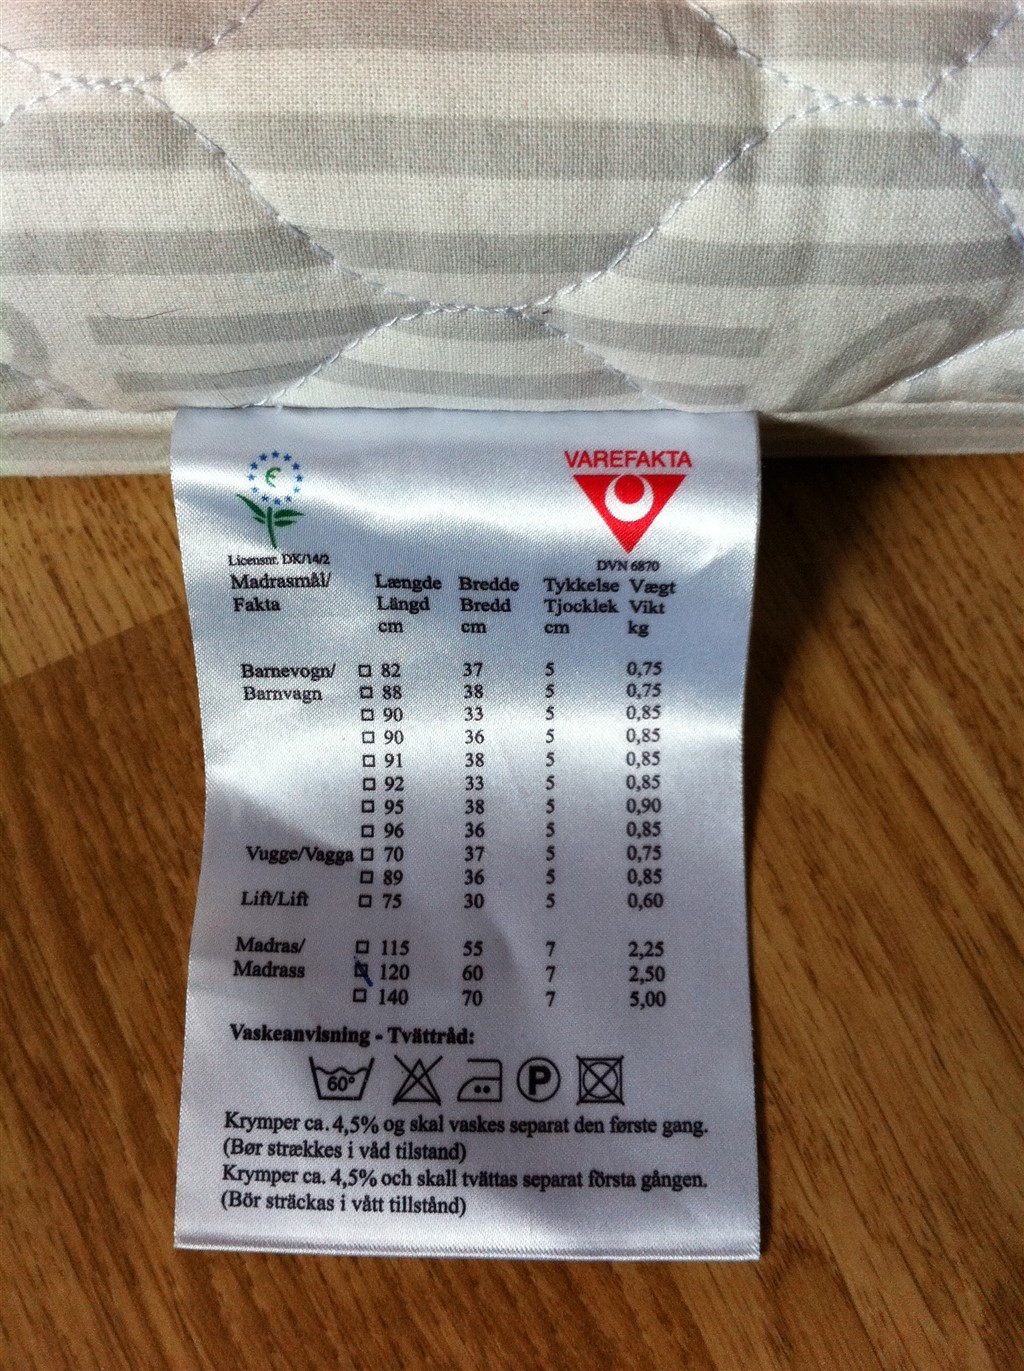 VAREFAKTA
Licensnr. DK/14/2
DVN 6870
Madrasmål/ Længde Bredde Tykkelse Vægt
Fakta Längd Bredd Tjocklek Vikt
cm cm cm kg
Barnevogn/ 82 37 5 0,75
Barnvagn 88 38 5 0,75
90 33 5 0,85
90 36 5 0,85
91 38 5 0,85
92 33 5 0,85
95 38 5 0,90
96 36 5 0,85
Vugge/Vagga 70 37 5 0,75
89 36 5 0,85
Lift/Lift 75 30 5 0,60
Madras/ 115 55 7 2,25
Madrass 120 60 7 2,50
140 70 7 5,00
Vaskeanvisning - Tvättråd:
60° P
Krymper ca. 4,5% og skal vaskes separat den første gang.
(Bør strækkes i våd tilstand)
Krymper ca. 4,5% och skall tvättas separat första gången.
(Bör sträckas i vått tillstånd)